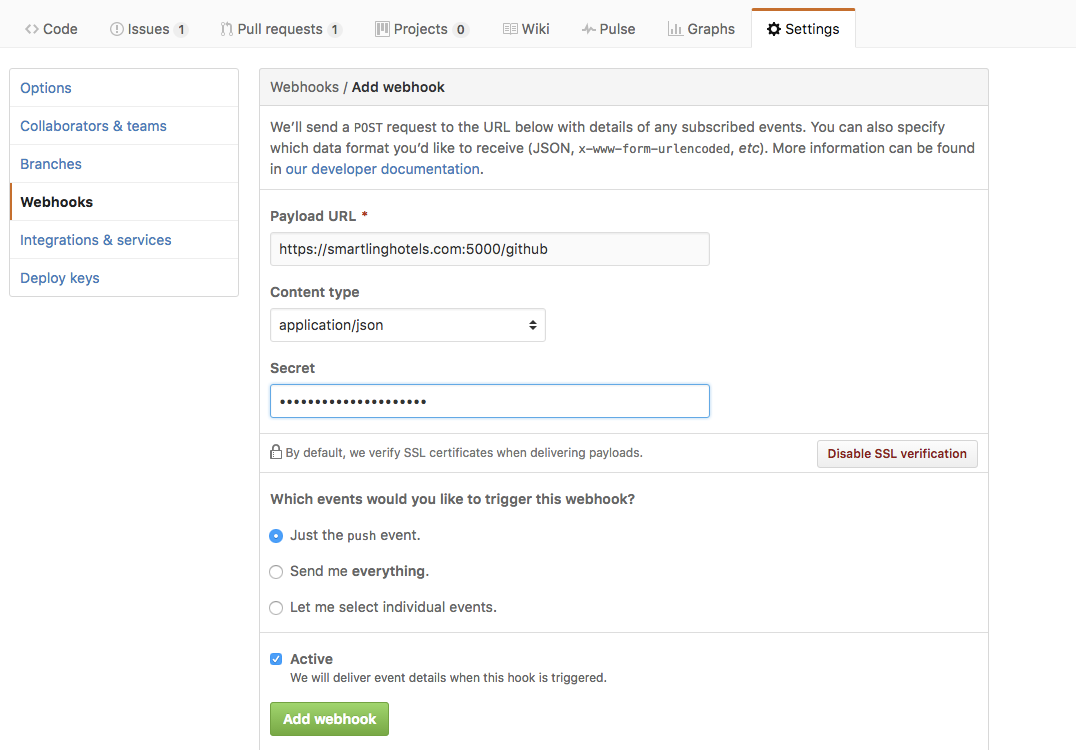 Code Issues 1 Pull requests 1 Projects 0 Wiki Pulse Graphs Settings
Options
Collaborators & teams
Branches
Webhooks
Integrations & services
Deploy keys
Webhooks / Add webhook
We’ll send a POST request to the URL below with details of any subscribed events. You can also specify
which data format you’d like to receive (JSON, x-www-form-urlencoded, etc). More information can be found
in our developer documentation.
Payload URL *
https://smartlinghotels.com:5000/github
Content type
application/json
Secret
•••••••••••••••••••••
By default, we verify SSL certificates when delivering payloads. Disable SSL verification
Which events would you like to trigger this webhook?
Just the push event.
Send me everything.
Let me select individual events.
Active
We will deliver event details when this hook is triggered.
Add webhook